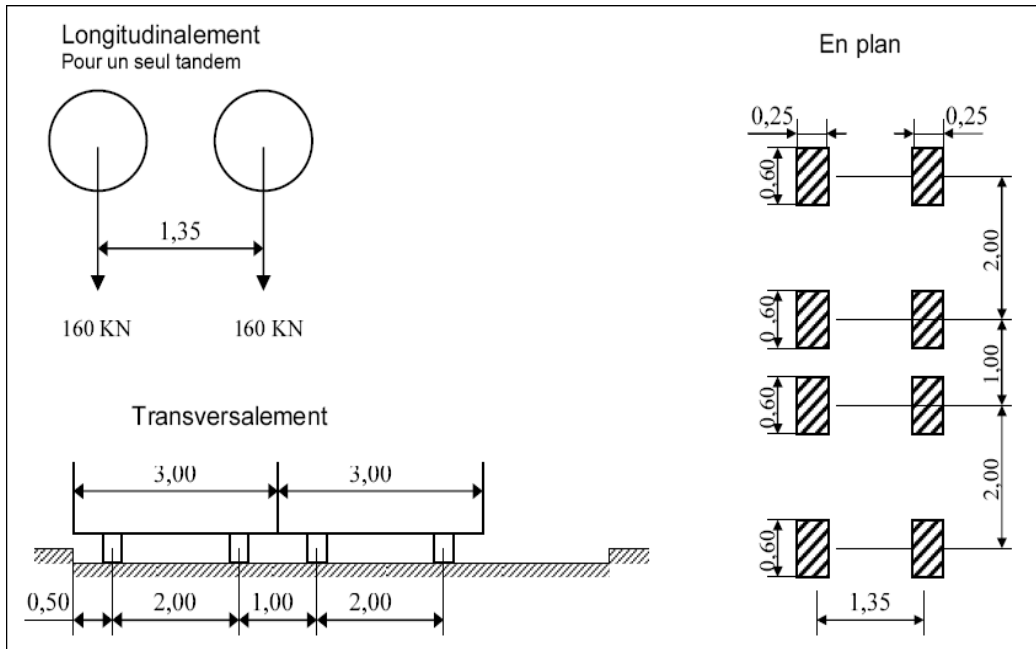 Longitudinalement
Pour un seul tandem
1,35
160 KN
160 KN
Transversalement
3,00
3,00
0,50
2,00
1,00
2,00
En plan
0,25
0,25
0,60
2,00
0,60
1,00
0,60
2,00
0,60
1,35